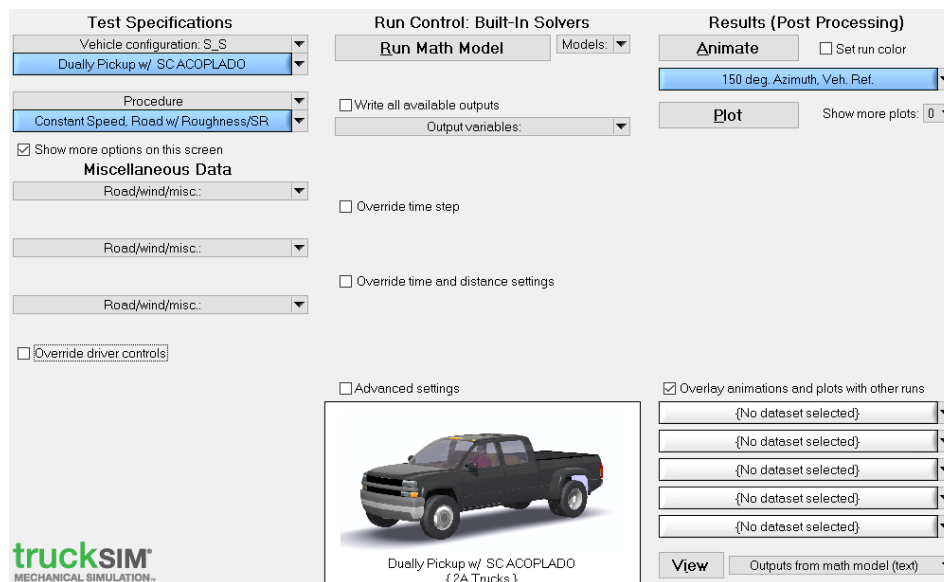 Test Specifications
Vehicle configuration: S_S
Dually Pickup w/ SC ACOPLADO
Procedure
Constant Speed, Road w/ Roughness/SR
Show more options on this screen
Miscellaneous Data
Road/wind/misc.:
Road/wind/misc.:
Road/wind/misc.:
Override driver controls
truckSIM®
MECHANICAL SIMULATION™
Run Control: Built-In Solvers
Run Math Model
Models:
Write all available outputs
Output variables:
Override time step
Override time and distance settings
Advanced settings
Dually Pickup w/ SC ACOPLADO
{ 2A Trucks }
Results (Post Processing)
Animate
Set run color
150 deg. Azimuth, Veh. Ref.
Plot
Show more plots: 0
Overlay animations and plots with other runs
{No dataset selected}
{No dataset selected}
{No dataset selected}
{No dataset selected}
{No dataset selected}
View
Outputs from math model (text)